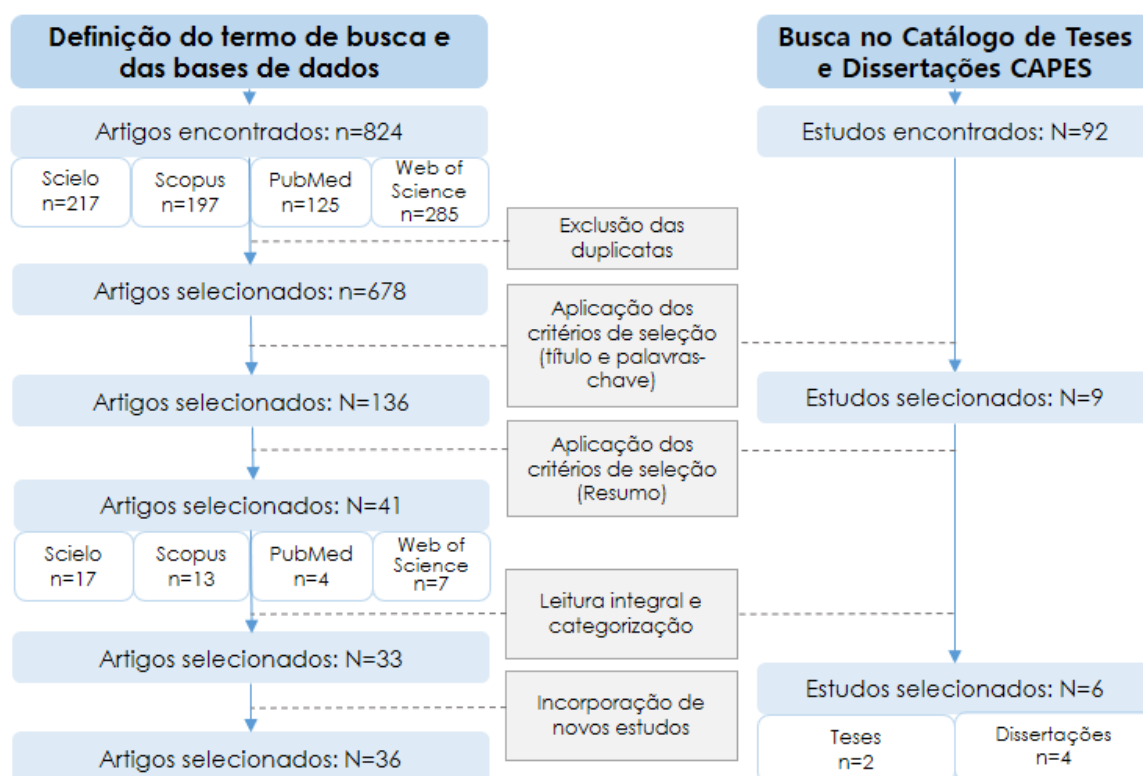 Definição do termo de busca e
das bases de dados
Artigos encontrados: n=824
Scielo
n=217
Scopus
n=197
PubMed
n=125
Web of
Science
n=285
Exclusão das
duplicatas
Artigos selecionados: n=678
Aplicação dos
critérios de seleção
(título e palavras-
chave)
Artigos selecionados: N=136
Aplicação dos
critérios de seleção
(Resumo)
Artigos selecionados: N=41
Scielo
n=17
Scopus
n=13
PubMed
n=4
Web of
Science
n=7
Leitura integral e
categorização
Artigos selecionados: N=33
Incorporação de
novos estudos
Artigos selecionados: N=36
Busca no Catálogo de Teses
e Dissertações CAPES
Estudos encontrados: N=92
Estudos selecionados: N=9
Estudos selecionados: N=6
Teses
n=2
Dissertações
n=4